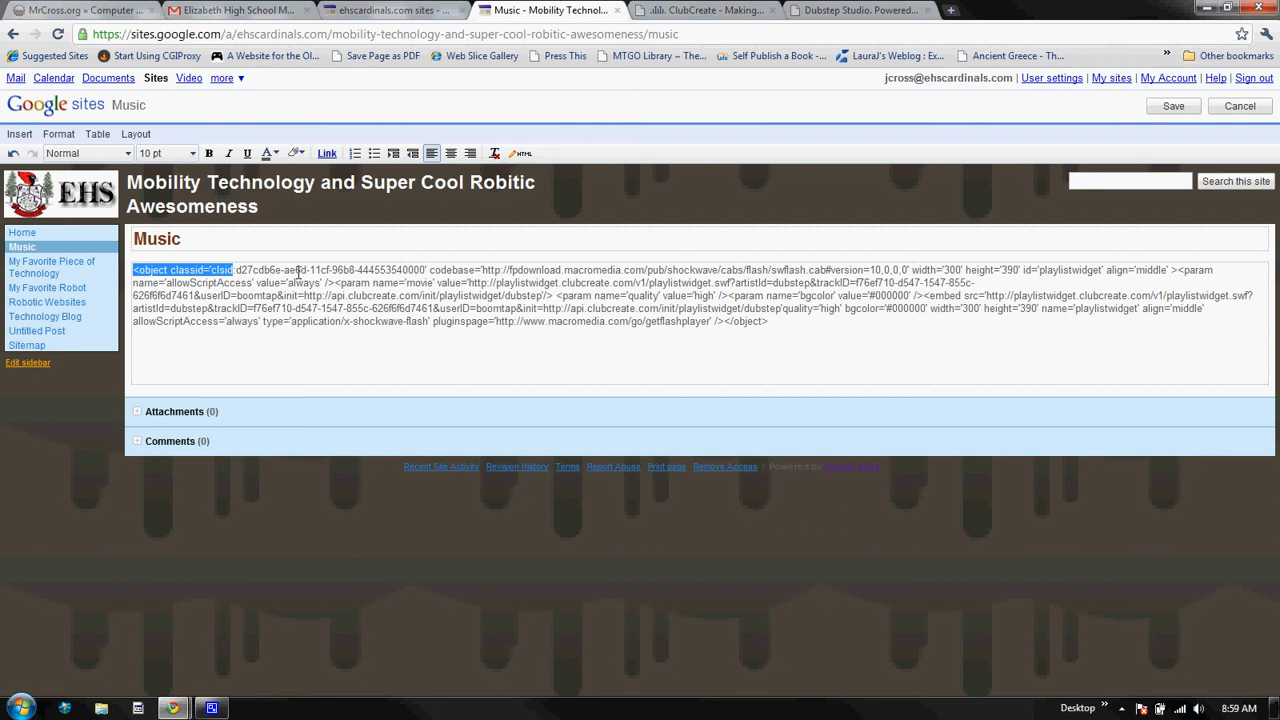 MrCross.org » Computer
Elizabeth High School M...
ehscardinals.com sites -
Music - Mobility Technol...
ClubCreate - Making...
Dubstep Studio. Powered...
https://sites.google.com/a/ehscardinals.com/mobility-technology-and-super-cool-robitic-awesomeness/music
Suggested Sites
Start Using CGIProxy
A Website for the Ol...
Save Page as PDF
Web Slice Gallery
Press This
MTGO Library ~ The...
Self Publish a Book -...
LauraJ's Weblog : Ex...
Ancient Greece - Th...
»
Other bookmarks
Mail Calendar Documents Sites Video more ▼
jcross@ehscardinals.com | User settings | My sites | My Account | Help | Sign out
Google sites Music
Save Cancel
Insert Format Table Layout
Normal 10 pt B I U A Link HTML
EHS
Mobility Technology and Super Cool Robitic
Awesomeness
Search this site
Home
Music
My Favorite Piece of
Technology
My Favorite Robot
Robotic Websites
Technology Blog
Untitled Post
Sitemap
Edit sidebar
Music
<object classid='clsid:d27cdb6e-ae6d-11cf-96b8-444553540000' codebase='http://fpdownload.macromedia.com/pub/shockwave/cabs/flash/swflash.cab#version=10,0,0,0' width='300' height='390' id='playlistwidget' align='middle' ><param
name='allowScriptAccess' value='always' /><param name='movie' value='http://playlistwidget.clubcreate.com/v1/playlistwidget.swf?artistId=dubstep&trackID=f76ef710-d547-1547-855c-
626f6f6d7461&userID=boomtap&init=http://api.clubcreate.com/init/playlistwidget/dubstep'/> <param name='quality' value='high' /><param name='bgcolor' value='#000000' /><embed src='http://playlistwidget.clubcreate.com/v1/playlistwidget.swf?
artistId=dubstep&trackID=f76ef710-d547-1547-855c-626f6f6d7461&userID=boomtap&init=http://api.clubcreate.com/init/playlistwidget/dubstep'quality='high' bgcolor='#000000' width='300' height='390' name='playlistwidget' align='middle'
allowScriptAccess='always' type='application/x-shockwave-flash' pluginspage='http://www.macromedia.com/go/getflashplayer' /></object>
Attachments (0)
Comments (0)
Recent Site Activity Revision History Terms Report Abuse Print page Remove Access | Powered by Google Sites
Desktop » 8:59 AM